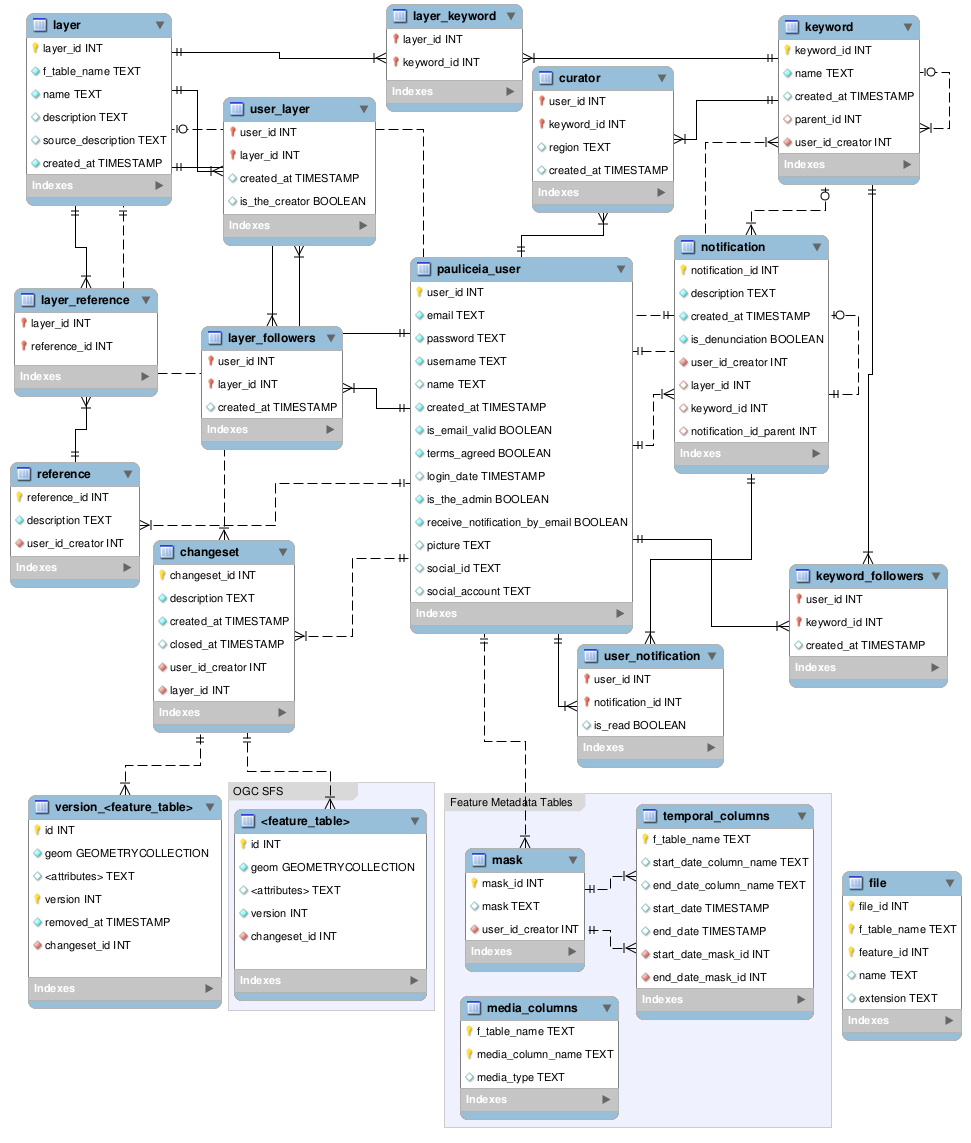 layer
layer_id INT
f_table_name TEXT
name TEXT
description TEXT
source_description TEXT
created_at TIMESTAMP
Indexes
layer_keyword
layer_id INT
keyword_id INT
Indexes
keyword
keyword_id INT
name TEXT
created_at TIMESTAMP
parent_id INT
user_id_creator INT
Indexes
curator
user_id INT
keyword_id INT
region TEXT
created_at TIMESTAMP
Indexes
user_layer
user_id INT
layer_id INT
created_at TIMESTAMP
is_the_creator BOOLEAN
Indexes
notification
notification_id INT
description TEXT
created_at TIMESTAMP
is_denunciation BOOLEAN
user_id_creator INT
layer_id INT
keyword_id INT
notification_id_parent INT
Indexes
pauliceia_user
user_id INT
email TEXT
password TEXT
username TEXT
name TEXT
created_at TIMESTAMP
is_email_valid BOOLEAN
terms_agreed BOOLEAN
login_date TIMESTAMP
is_the_admin BOOLEAN
receive_notification_by_email BOOLEAN
picture TEXT
social_id TEXT
social_account TEXT
Indexes
layer_reference
layer_id INT
reference_id INT
Indexes
layer_followers
user_id INT
layer_id INT
created_at TIMESTAMP
Indexes
reference
reference_id INT
description TEXT
user_id_creator INT
Indexes
changeset
changeset_id INT
description TEXT
created_at TIMESTAMP
closed_at TIMESTAMP
user_id_creator INT
layer_id INT
Indexes
keyword_followers
user_id INT
keyword_id INT
created_at TIMESTAMP
Indexes
user_notification
user_id INT
notification_id INT
is_read BOOLEAN
Indexes
version_<feature_table>
id INT
geom GEOMETRYCOLLECTION
<attributes> TEXT
version INT
removed_at TIMESTAMP
changeset_id INT
Indexes
OGC SFS
<feature_table>
id INT
geom GEOMETRYCOLLECTION
<attributes> TEXT
version INT
changeset_id INT
Indexes
Feature Metadata Tables
mask
mask_id INT
mask TEXT
user_id_creator INT
Indexes
temporal_columns
f_table_name TEXT
start_date_column_name TEXT
end_date_column_name TEXT
start_date TIMESTAMP
end_date TIMESTAMP
start_date_mask_id INT
end_date_mask_id INT
Indexes
media_columns
f_table_name TEXT
media_column_name TEXT
media_type TEXT
Indexes
file
file_id INT
f_table_name TEXT
feature_id INT
name TEXT
extension TEXT
Indexes